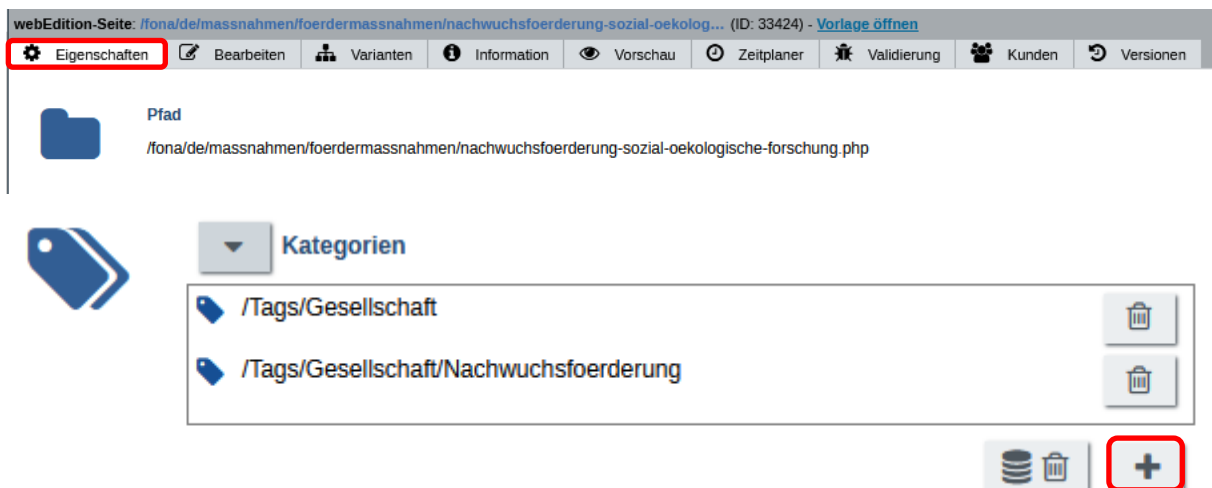 webEdition-Seite: /fona/de/massnahmen/foerdermassnahmen/nachwuchsfoerderung-sozial-oekolog... (ID: 33424) - Vorlage öffnen
Eigenschaften Bearbeiten Varianten Information Vorschau Zeitplaner Validierung Kunden Versionen
Pfad
/fona/de/massnahmen/foerdermassnahmen/nachwuchsfoerderung-sozial-oekologische-forschung.php
Kategorien
/Tags/Gesellschaft
/Tags/Gesellschaft/Nachwuchsfoerderung